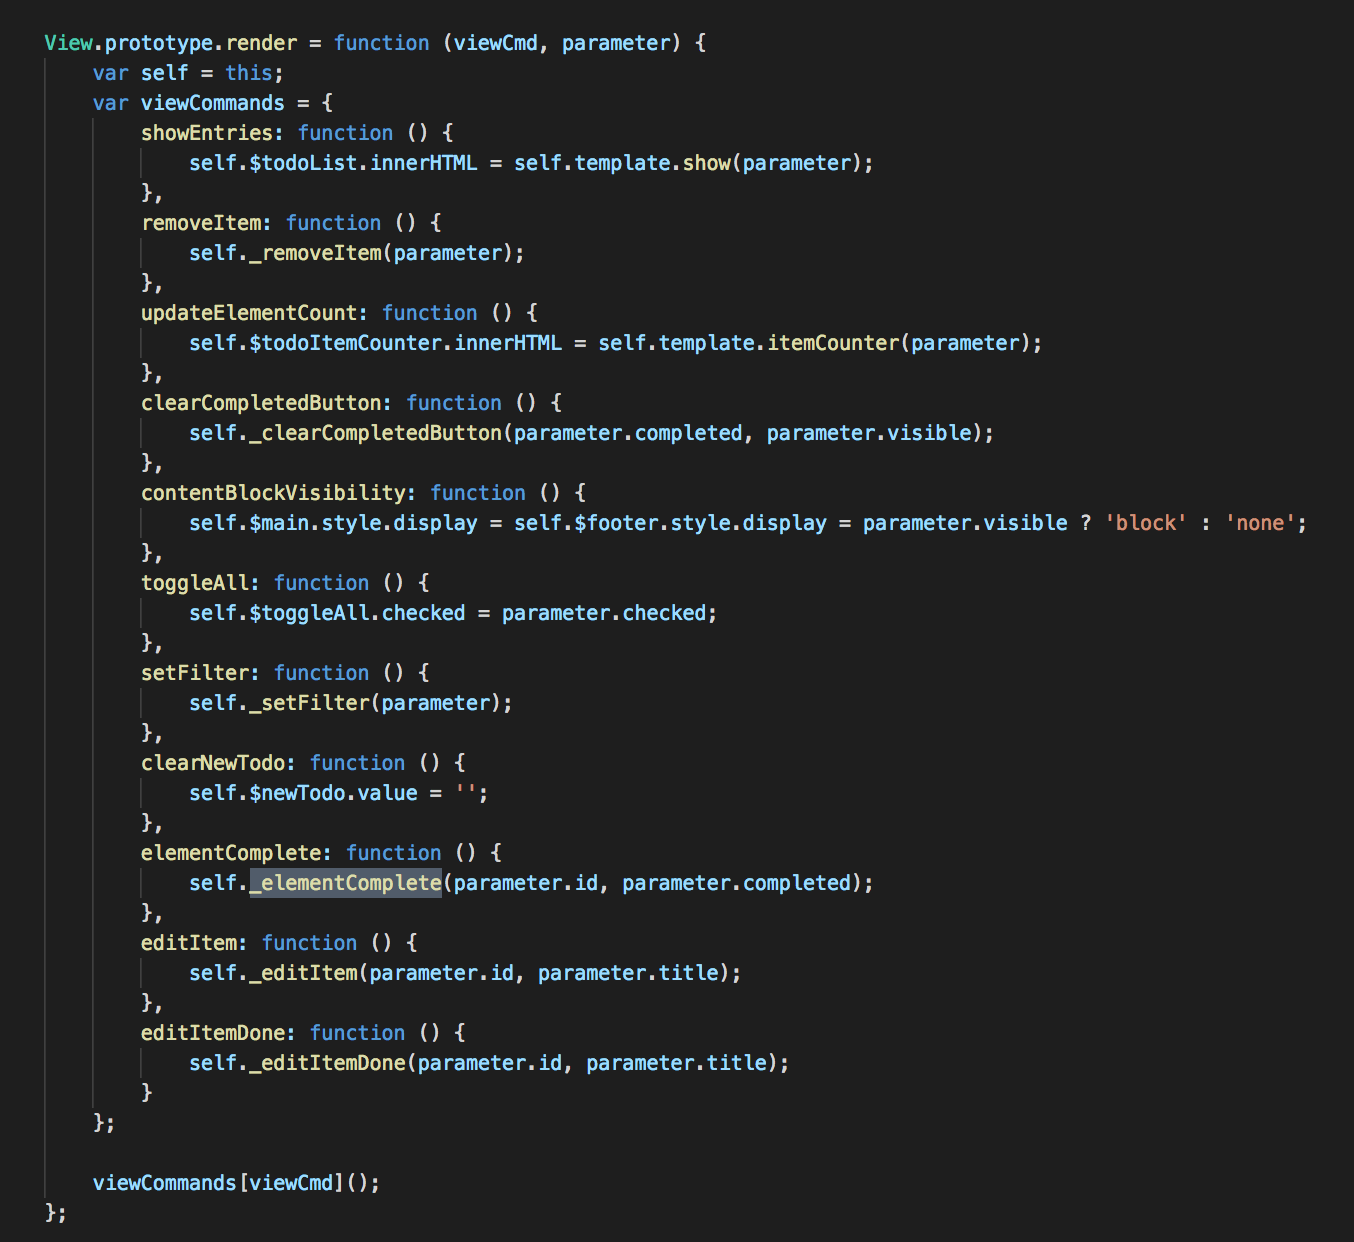 View.prototype.render = function (viewCmd, parameter) {
    var self = this;
    var viewCommands = {
        showEntries: function () {
            self.$todoList.innerHTML = self.template.show(parameter);
        },
        removeItem: function () {
            self._removeItem(parameter);
        },
        updateElementCount: function () {
            self.$todoItemCounter.innerHTML = self.template.itemCounter(parameter);
        },
        clearCompletedButton: function () {
            self._clearCompletedButton(parameter.completed, parameter.visible);
        },
        contentBlockVisibility: function () {
            self.$main.style.display = self.$footer.style.display = parameter.visible ? 'block' : 'none';
        },
        toggleAll: function () {
            self.$toggleAll.checked = parameter.checked;
        },
        setFilter: function () {
            self._setFilter(parameter);
        },
        clearNewTodo: function () {
            self.$newTodo.value = '';
        },
        elementComplete: function () {
            self._elementComplete(parameter.id, parameter.completed);
        },
        editItem: function () {
            self._editItem(parameter.id, parameter.title);
        },
        editItemDone: function () {
            self._editItemDone(parameter.id, parameter.title);
        }
    };

    viewCommands[viewCmd]();
};